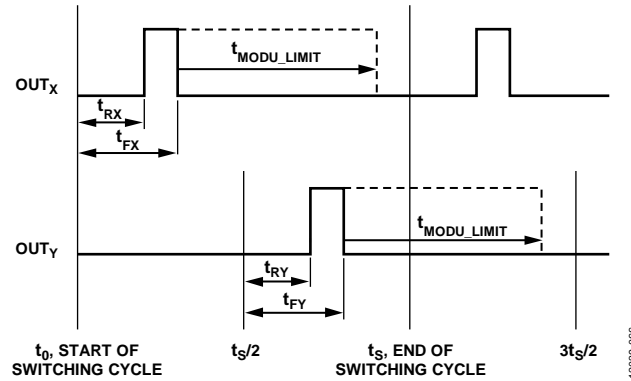 OUTX
tMODU_LIMIT
tRX
tFX
OUTY
tMODU_LIMIT
tRY
tFY
t0, START OF
SWITCHING CYCLE
tS/2
tS, END OF
SWITCHING CYCLE
3tS/2